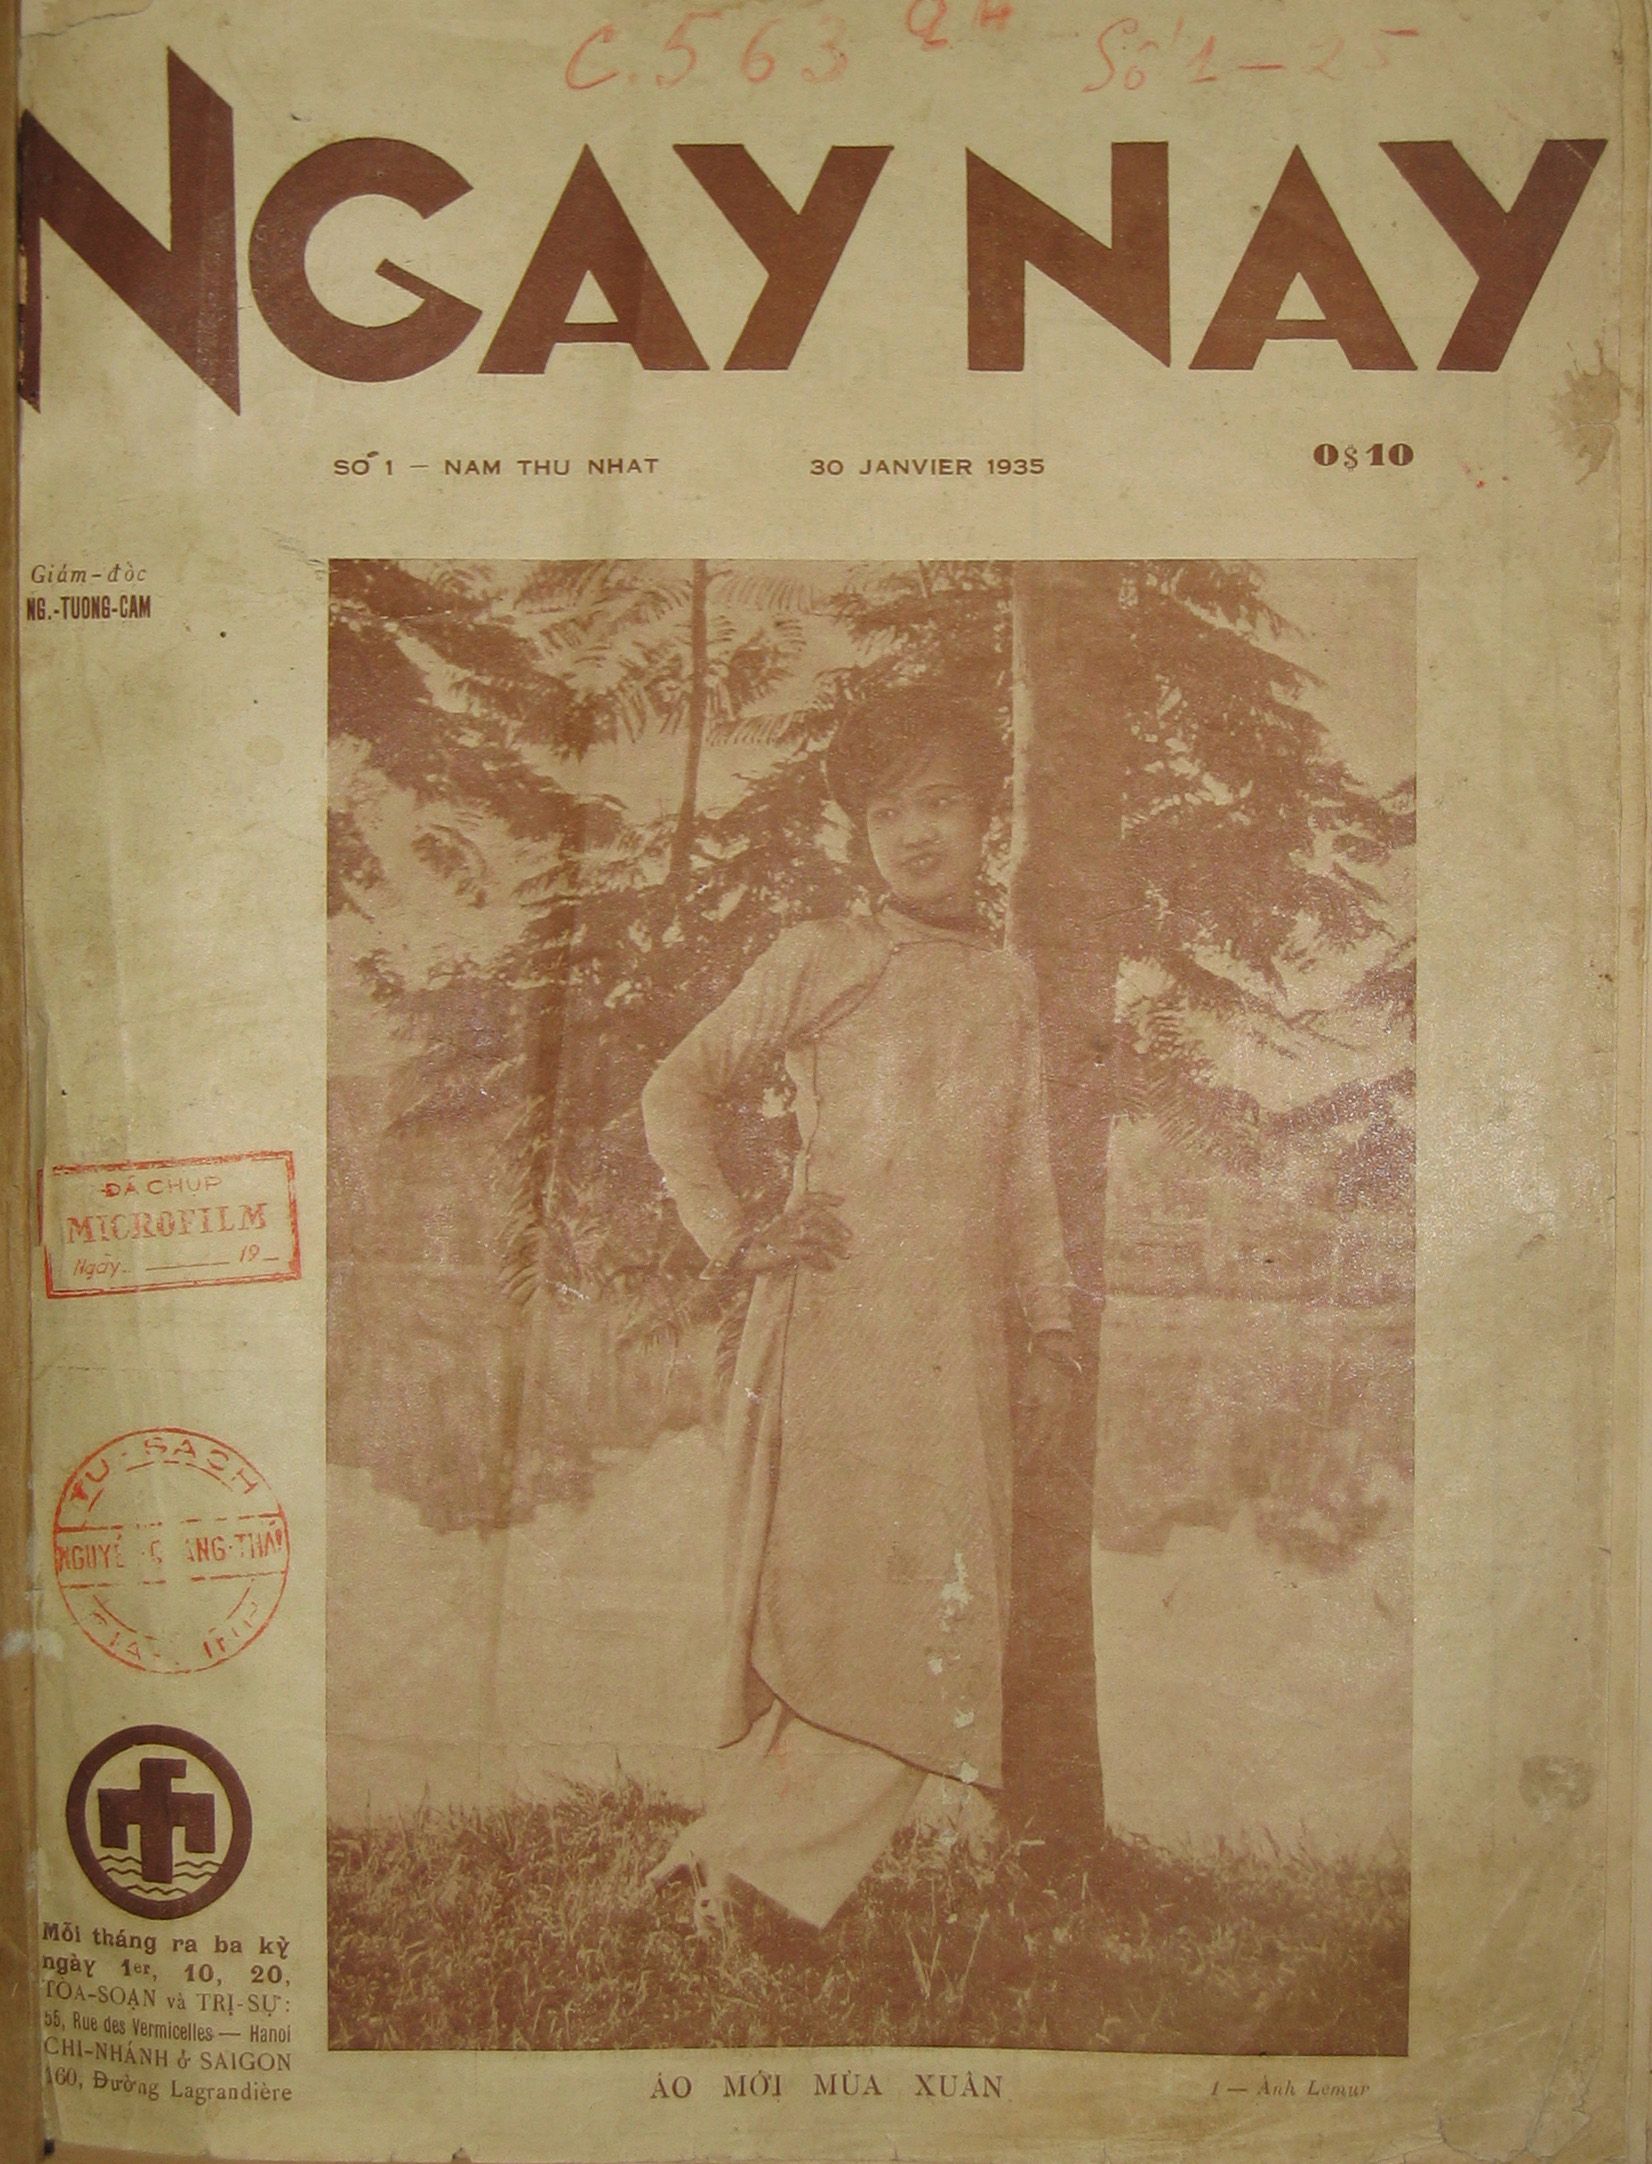 C.563 Số 1-25
NGAY NAY
SỐ 1 — NAM THU NHAT 30 JANVIER 1935 0$10
Giám-đốc
NG.-TUONG-CAM
ĐÃ CHỤP
MICROFILM
Ngày 19
TU-SACH
Mỗi tháng ra ba kỳ
ngày 1er, 10, 20,
TÒA-SOẠN và TRỊ-SỰ:
55, Rue des Vermicelles — Hanoi
CHI-NHÁNH ở SAIGON
160, Đường Lagrandière
ÁO MỚI MÙA XUÂN
1 — Ảnh Lemur